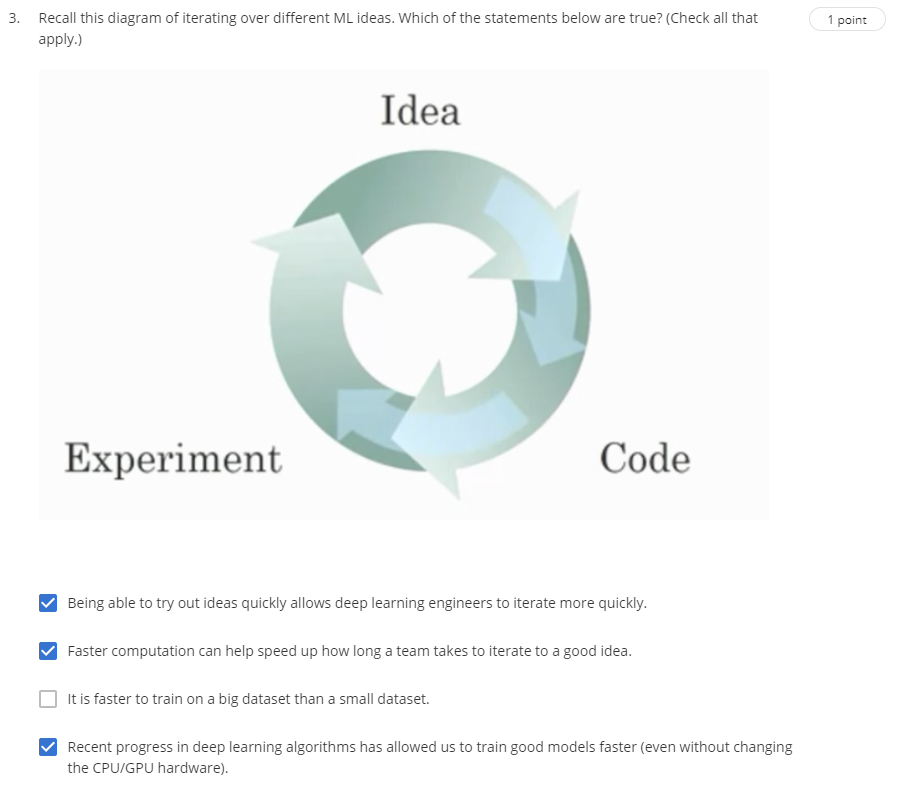 3. Recall this diagram of iterating over different ML ideas. Which of the statements below are true? (Check all that
apply.)
1 point
Idea
Experiment
Code
Being able to try out ideas quickly allows deep learning engineers to iterate more quickly.
Faster computation can help speed up how long a team takes to iterate to a good idea.
It is faster to train on a big dataset than a small dataset.
Recent progress in deep learning algorithms has allowed us to train good models faster (even without changing
the CPU/GPU hardware).